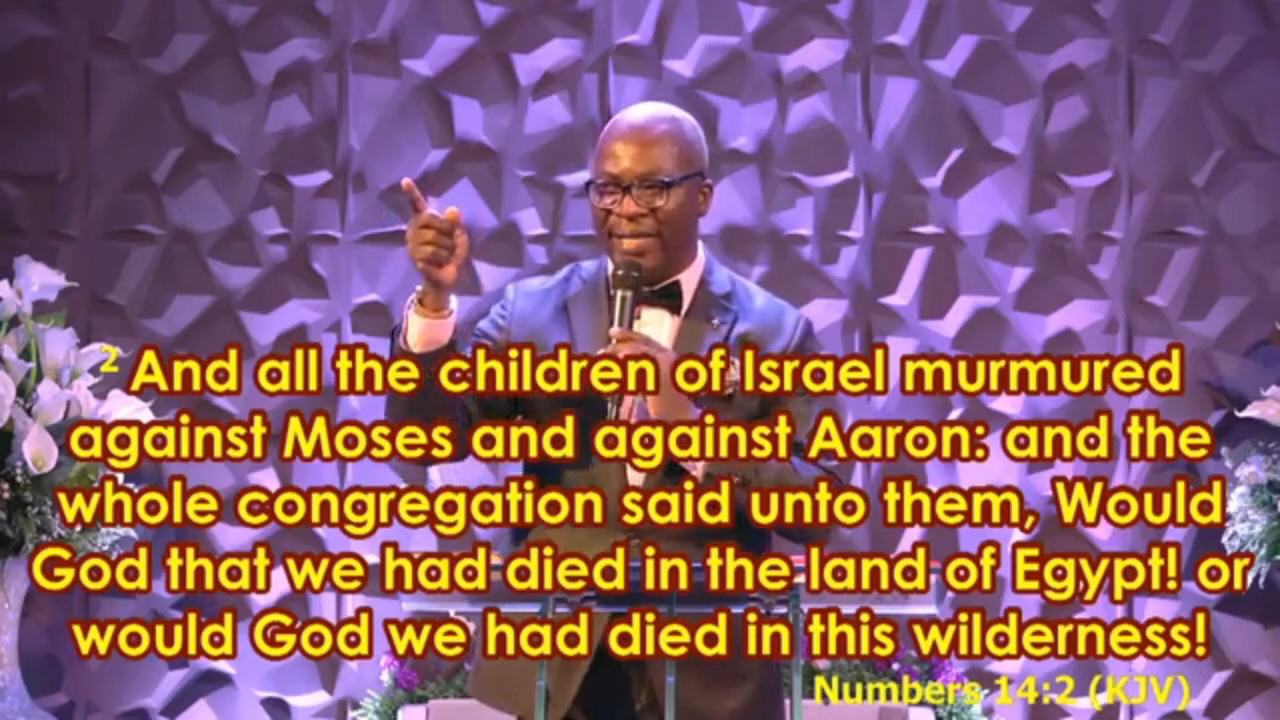 2 And all the children of Israel murmured
against Moses and against Aaron: and the
whole congregation said unto them, Would
God that we had died in the land of Egypt! or
would God we had died in this wilderness!
Numbers 14:2 (KJV)